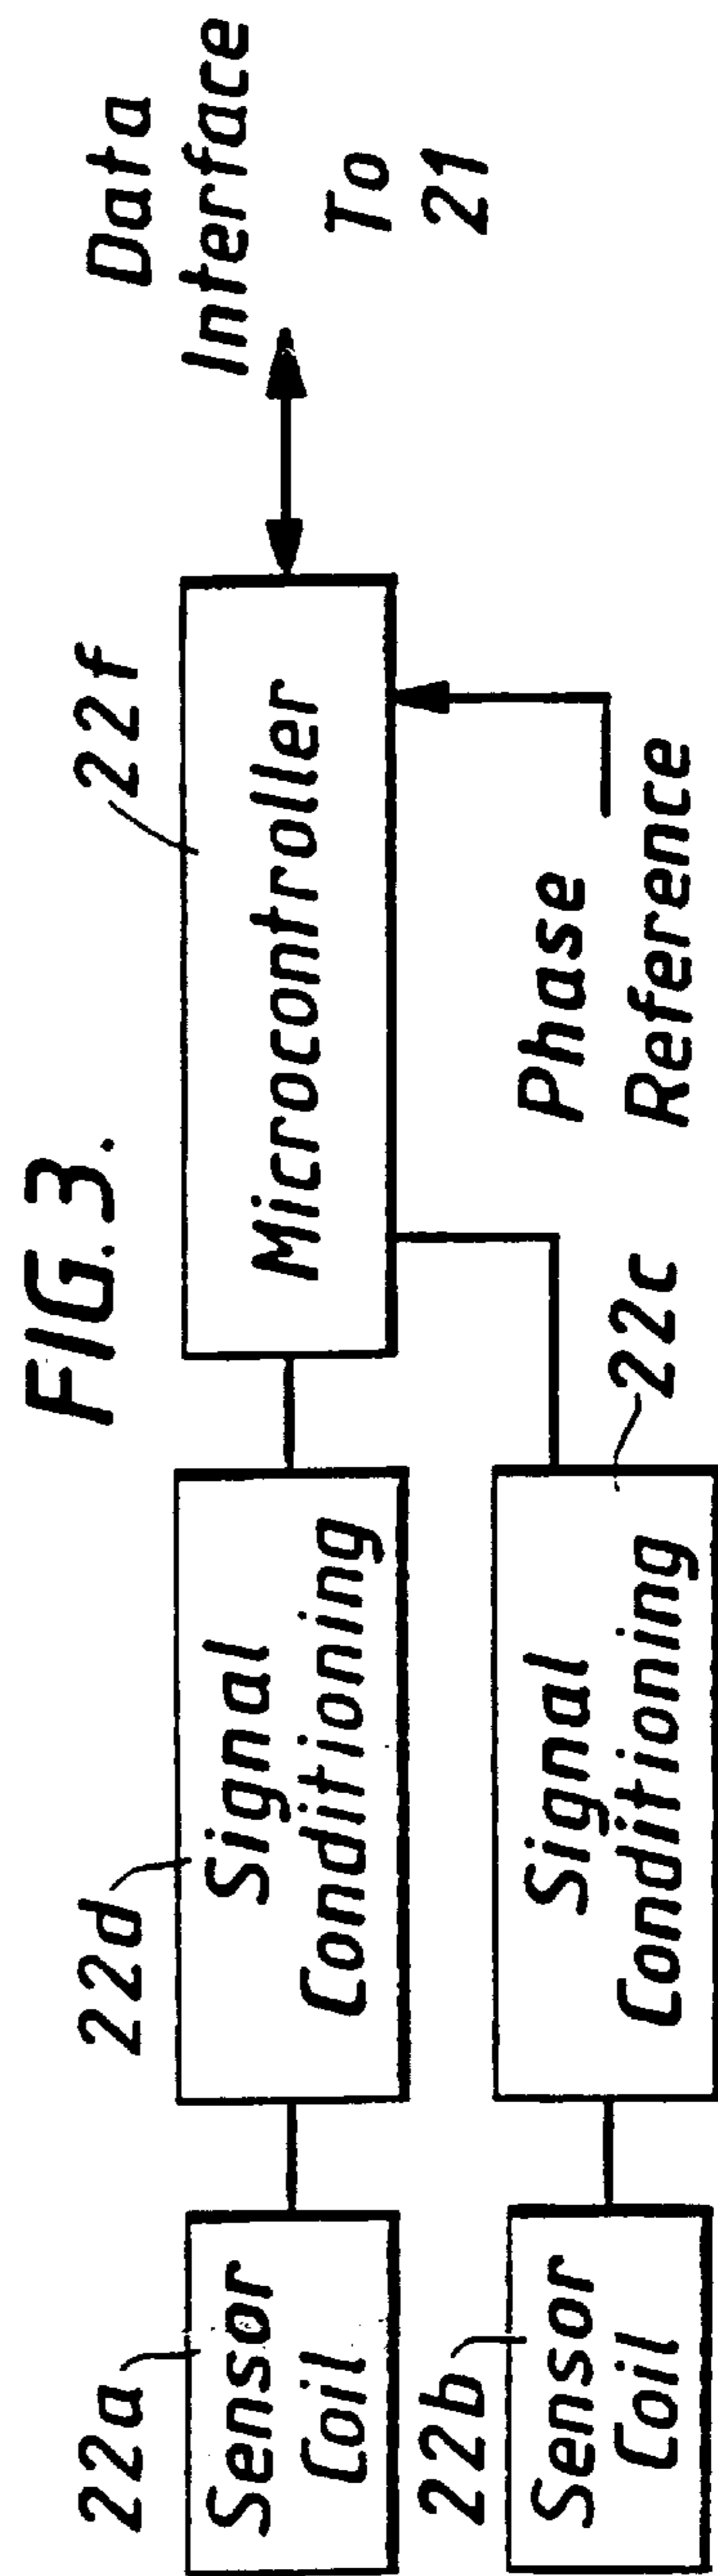 FIG. 3.
22a
Sensor
Coil
22d
Signal
Conditioning
22f
Microcontroller
Data
Interface
To
21
22b
Sensor
Coil
22c
Signal
Conditioning
Phase
Reference